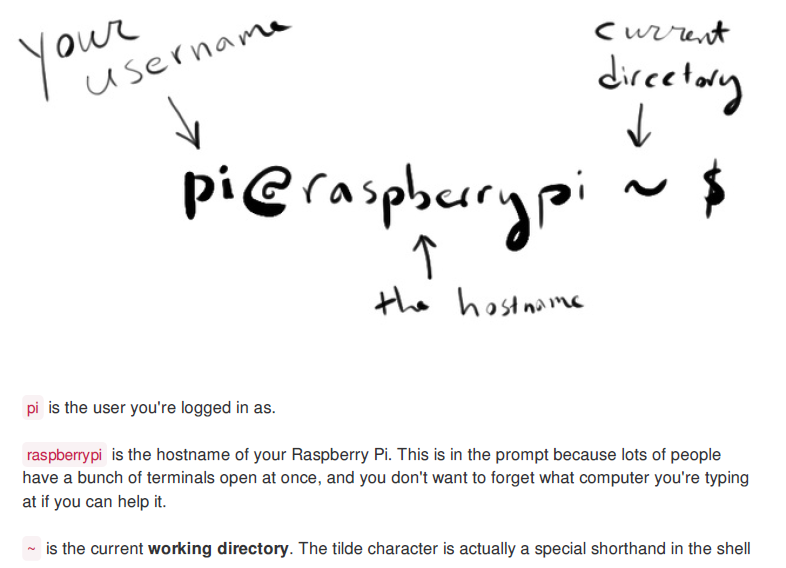 your
username
current
directory
pi@raspberrypi ~ $
the hostname
pi is the user you're logged in as.
raspberrypi is the hostname of your Raspberry Pi. This is in the prompt because lots of people
have a bunch of terminals open at once, and you don't want to forget what computer you're typing
at if you can help it.
~ is the current working directory. The tilde character is actually a special shorthand in the shell